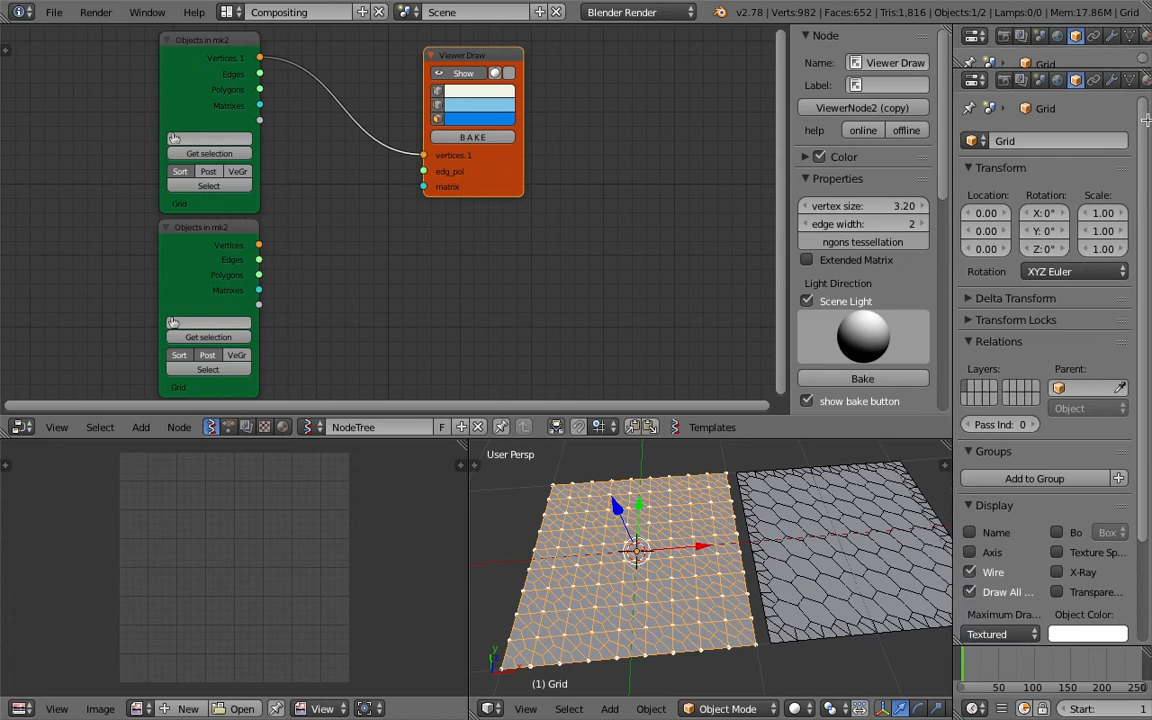 File Render Window Help Compositing Scene Blender Render v2.78 | Verts:982 | Faces:652 | Tris:1,816 | Objects:1/2 | Lamps:0/0 | Mem:17.86M | Grid
Objects in mk2
Vertices. 1
Edges
Polygons
Matrixes
Get selection
Sort Post VeGr
Select
Grid
Objects in mk2
Vertices
Edges
Polygons
Matrixes
Get selection
Sort Post VeGr
Select
Grid
Viewer Draw
Show
B A K E
vertices. 1
edg_pol
matrix
Node
Name: Viewer Draw
Label:
ViewerNode2 (copy)
help online offline
Color
Properties
vertex size: 3.20
edge width: 2
ngons tessellation
Extended Matrix
Light Direction
Scene Light
Bake
show bake button
View Select Add Node NodeTree F Templates
Grid
Grid
Grid
Transform
Location: Rotation: Scale:
0.00 X: 0° 1.00
0.00 Y: 0° 1.00
0.00 Z: 0° 1.00
Rotation XYZ Euler
Delta Transform
Transform Locks
Relations
Layers: Parent:
Object
Pass Ind: 0
Groups
Add to Group
Display
Name Bo Box
Axis Texture Sp...
Wire X-Ray
Draw All ... Transpare...
Maximum Dra... Object Color:
Textured
User Persp
y
(1) Grid
View Image New Open View
View Select Add Object Object Mode
50 100 150 200 250
Start: 1